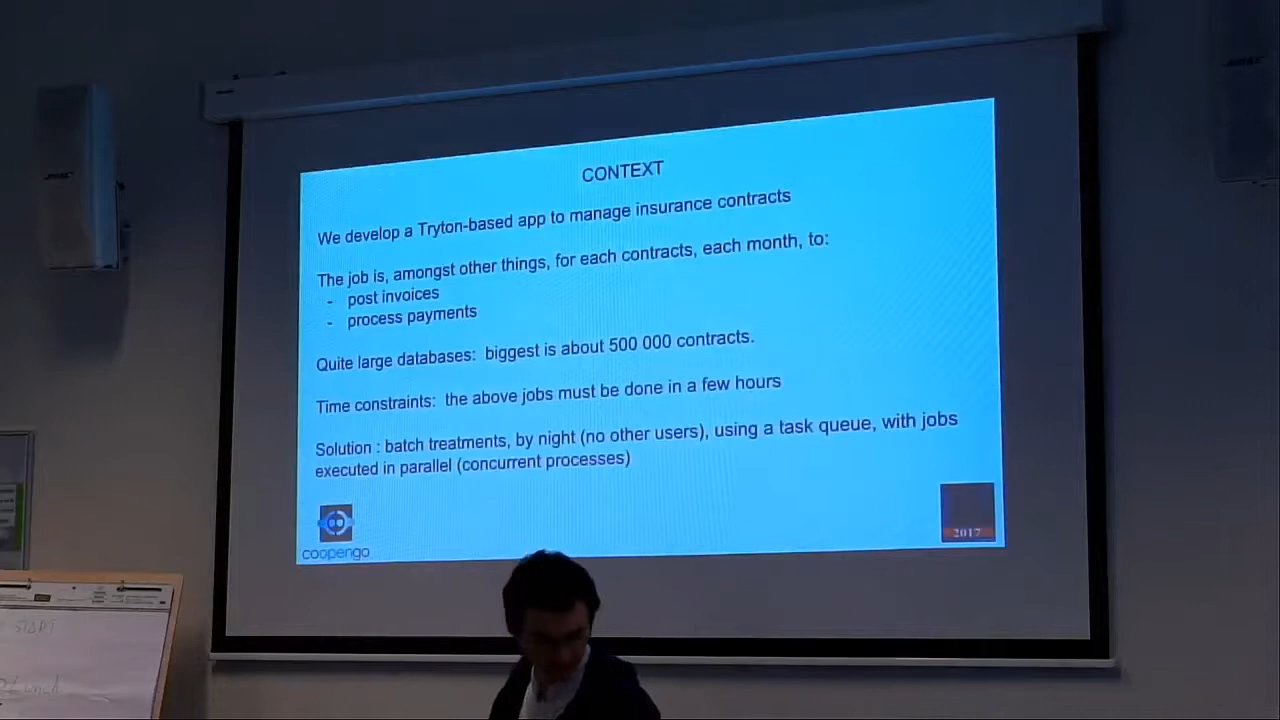 CONTEXT
We develop a Tryton-based app to manage insurance contracts
The job is, amongst other things, for each contracts, each month, to:
- post invoices
- process payments
Quite large databases: biggest is about 500 000 contracts.
Time constraints: the above jobs must be done in a few hours
Solution : batch treatments, by night (no other users), using a task queue, with jobs
executed in parallel (concurrent processes)
coopengo
2017
BOSE
START
Lunch